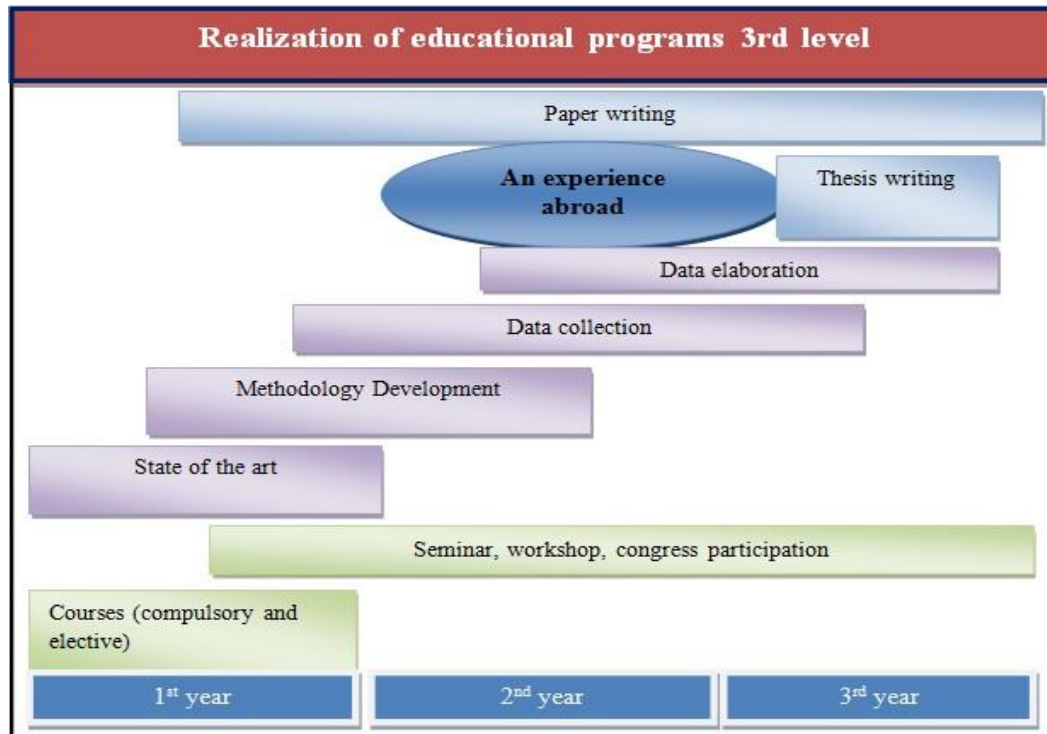 Realization of educational programs 3rd level
Paper writing
An experience
abroad
Thesis writing
Data elaboration
Data collection
Methodology Development
State of the art
Seminar, workshop, congress participation
Courses (compulsory and
elective)
1st year
2nd year
3rd year